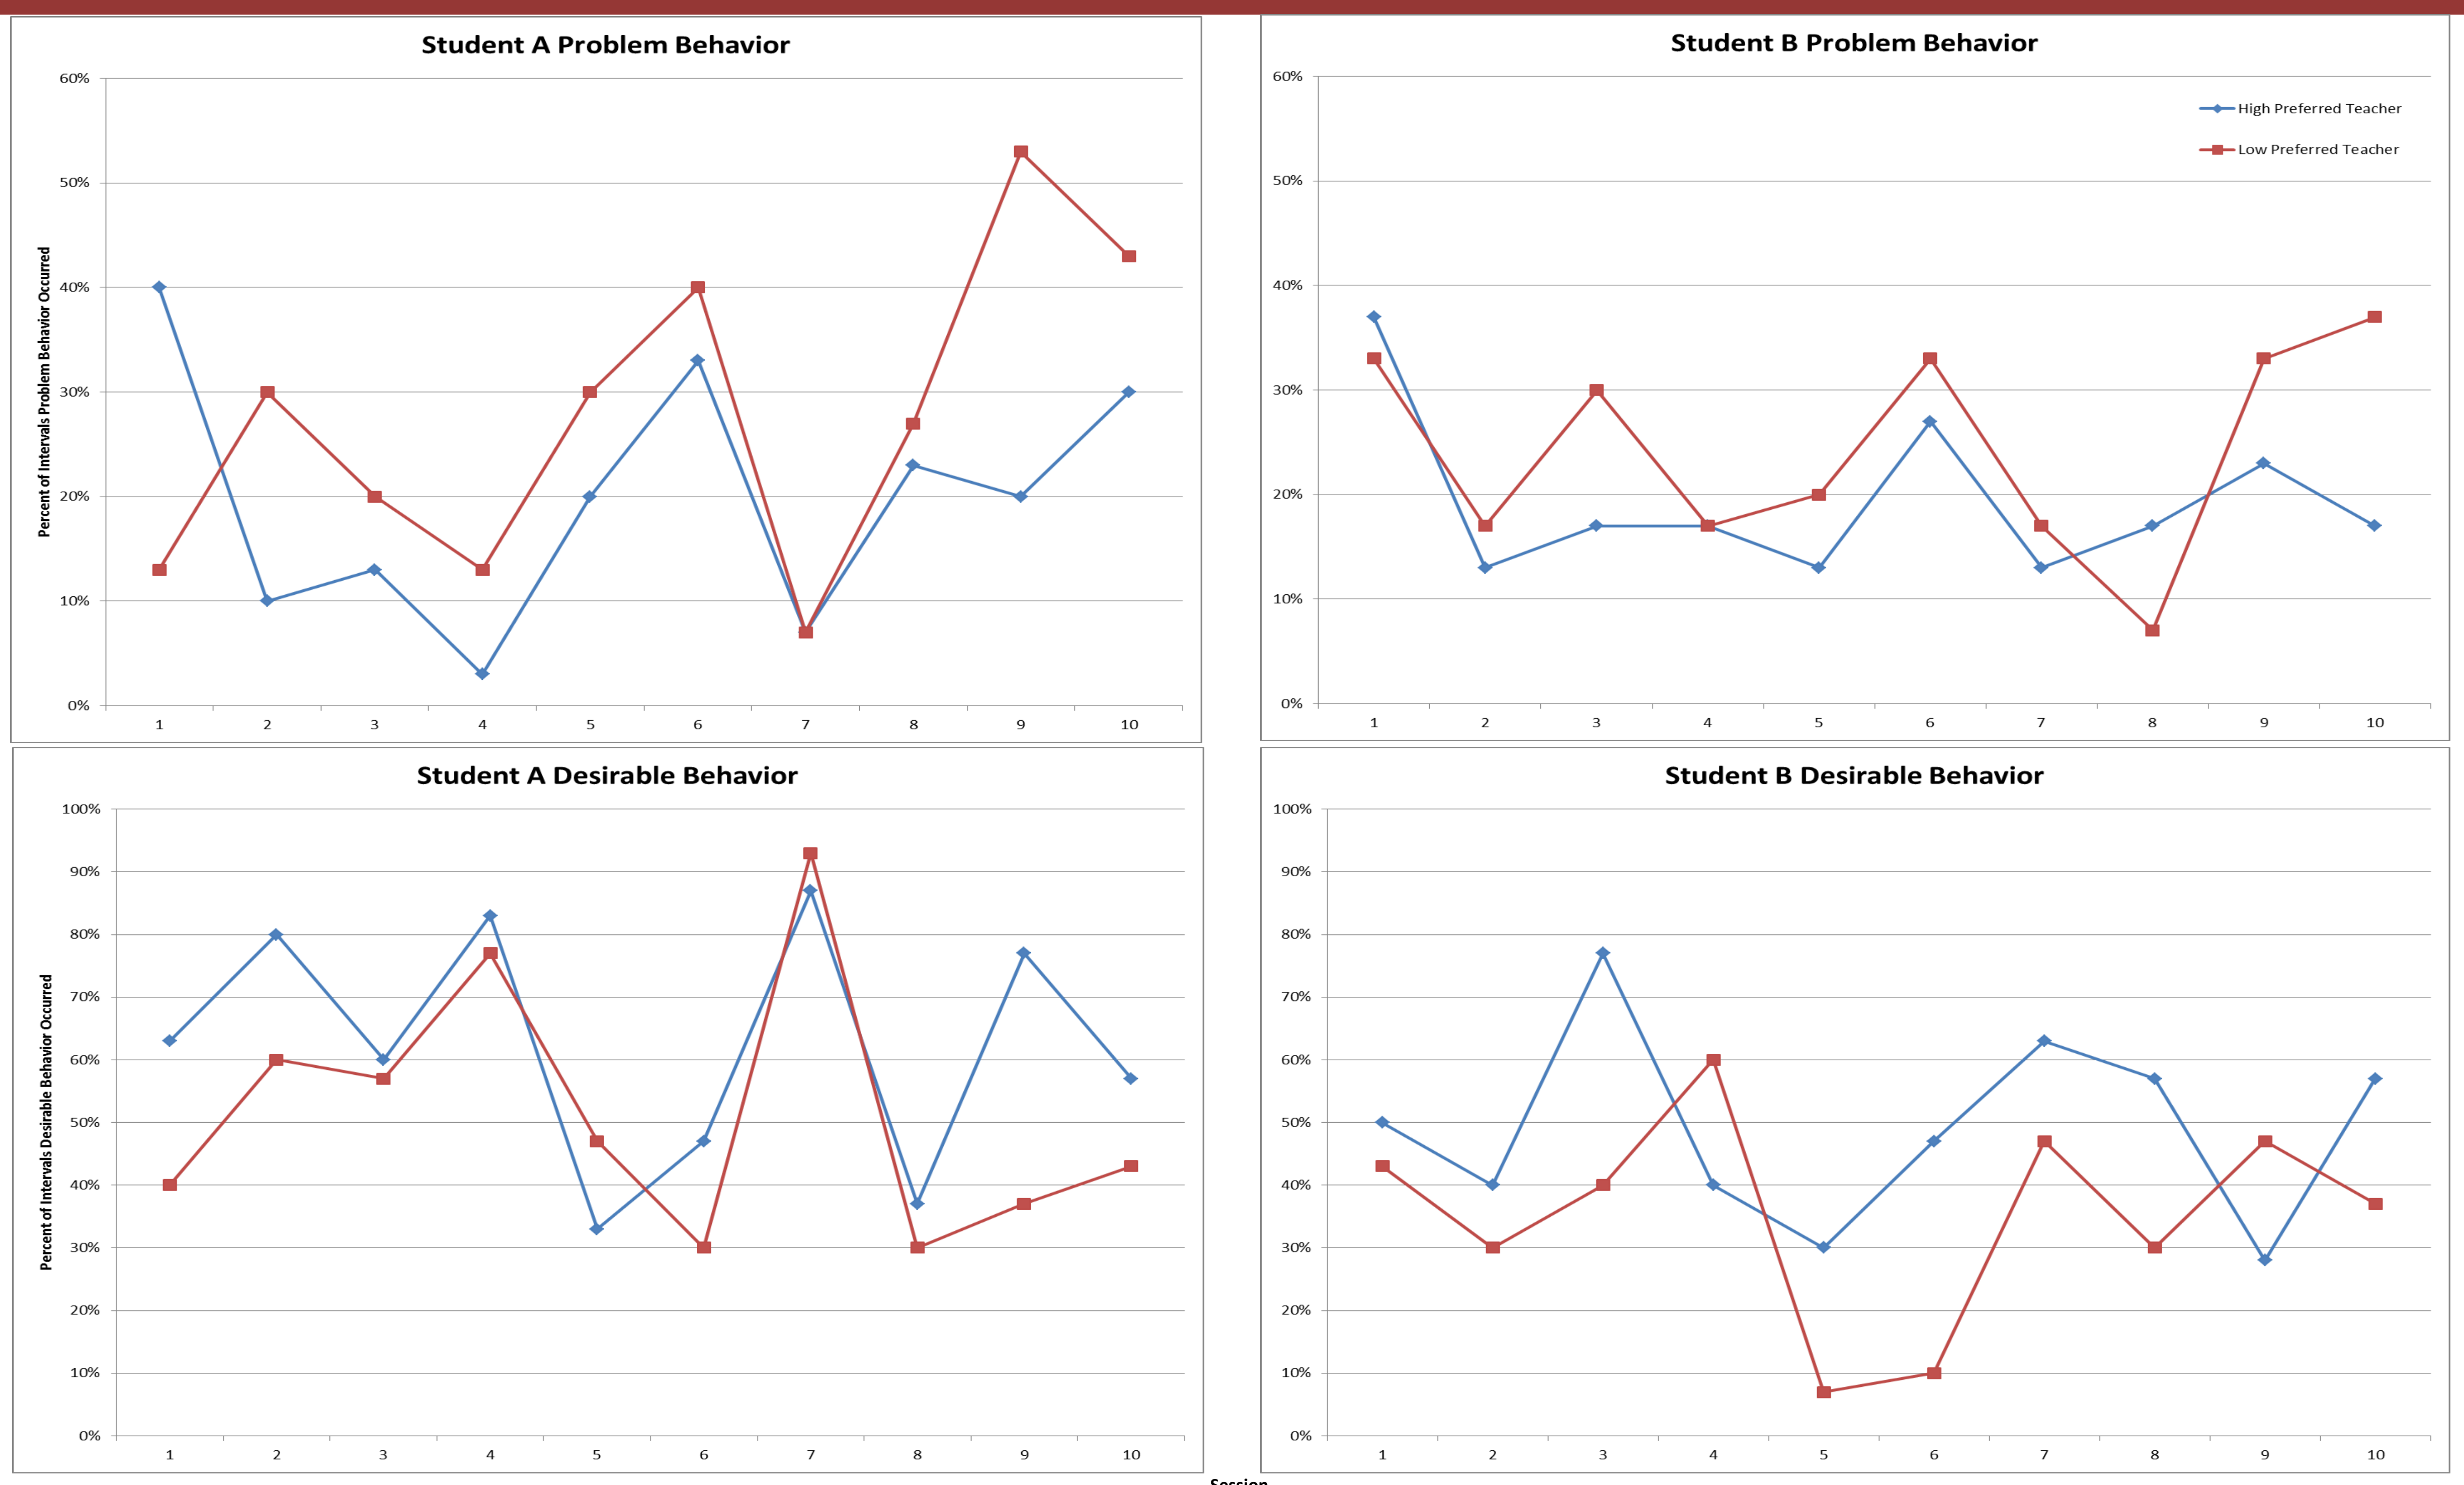 Student A Problem Behavior
Percent of Intervals Problem Behavior Occurred
60%
50%
40%
30%
20%
10%
0%
1 2 3 4 5 6 7 8 9 10
Student B Problem Behavior
High Preferred Teacher
Low Preferred Teacher
60%
50%
40%
30%
20%
10%
0%
1 2 3 4 5 6 7 8 9 10
Student A Desirable Behavior
Percent of Intervals Desirable Behavior Occurred
100%
90%
80%
70%
60%
50%
40%
30%
20%
10%
0%
1 2 3 4 5 6 7 8 9 10
Student B Desirable Behavior
100%
90%
80%
70%
60%
50%
40%
30%
20%
10%
0%
1 2 3 4 5 6 7 8 9 10
Session